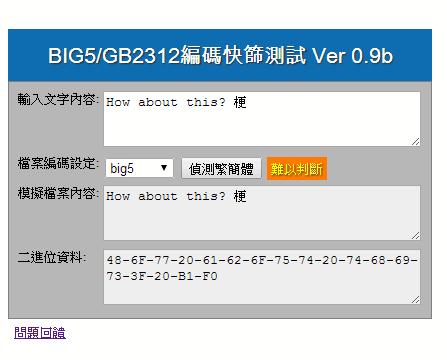 BIG5/GB2312編碼快篩測試 Ver 0.9b
輸入文字內容: How about this? 梗
檔案編碼設定: big5 偵測繁簡體 難以判斷
模擬檔案內容: How about this? 梗
二進位資料: 48-6F-77-20-61-62-6F-75-74-20-74-68-69-
73-3F-20-B1-F0
問題回饋